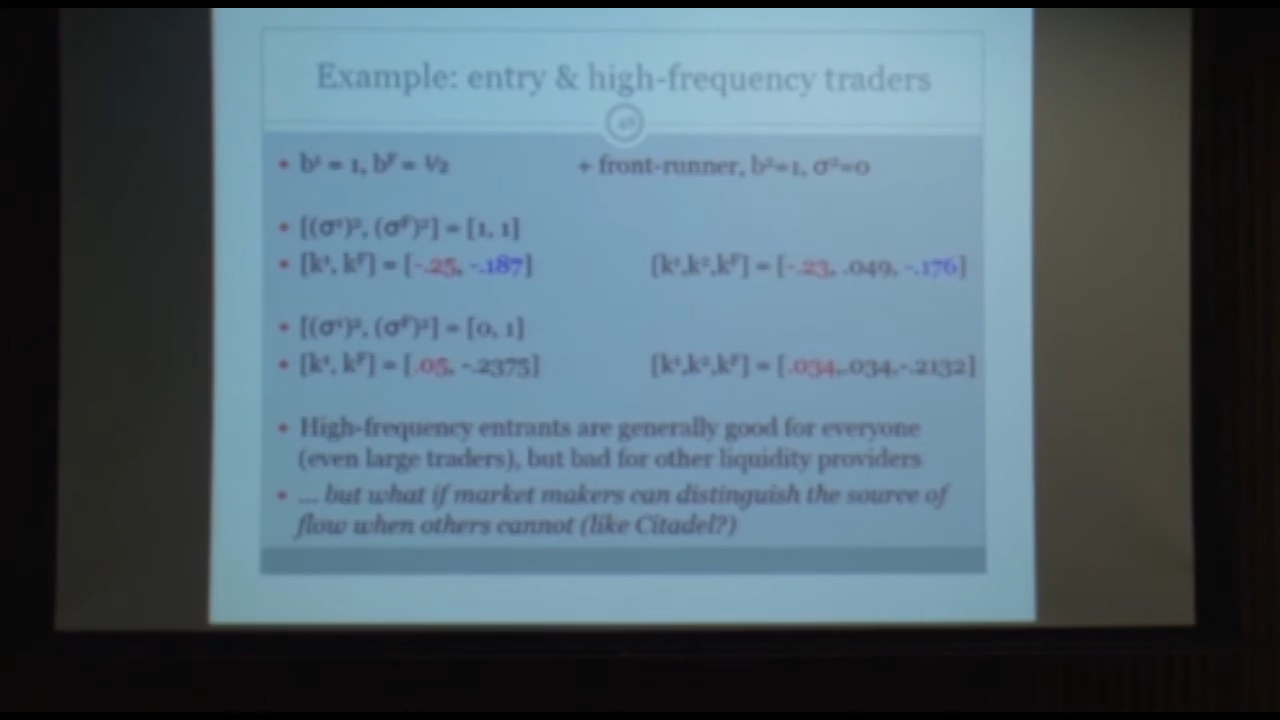 Example: entry & high-frequency traders
• b¹ = 1, bᶠ = ½ + front-runner, b²=1, σ²=0
• [(σ¹)², (σᶠ)²] = [1, 1]
• [k¹, kᶠ] = [-.25, -.187] [k¹,k²,kᶠ] = [-.23, .049, -.176]
• [(σ¹)², (σᶠ)²] = [0, 1]
• [k¹, kᶠ] = [.05, -.2375] [k¹,k²,kᶠ] = [.034,.034,-.2132]
• High-frequency entrants are generally good for everyone
(even large traders), but bad for other liquidity providers
• ... but what if market makers can distinguish the source of
flow when others cannot (like Citadel?)